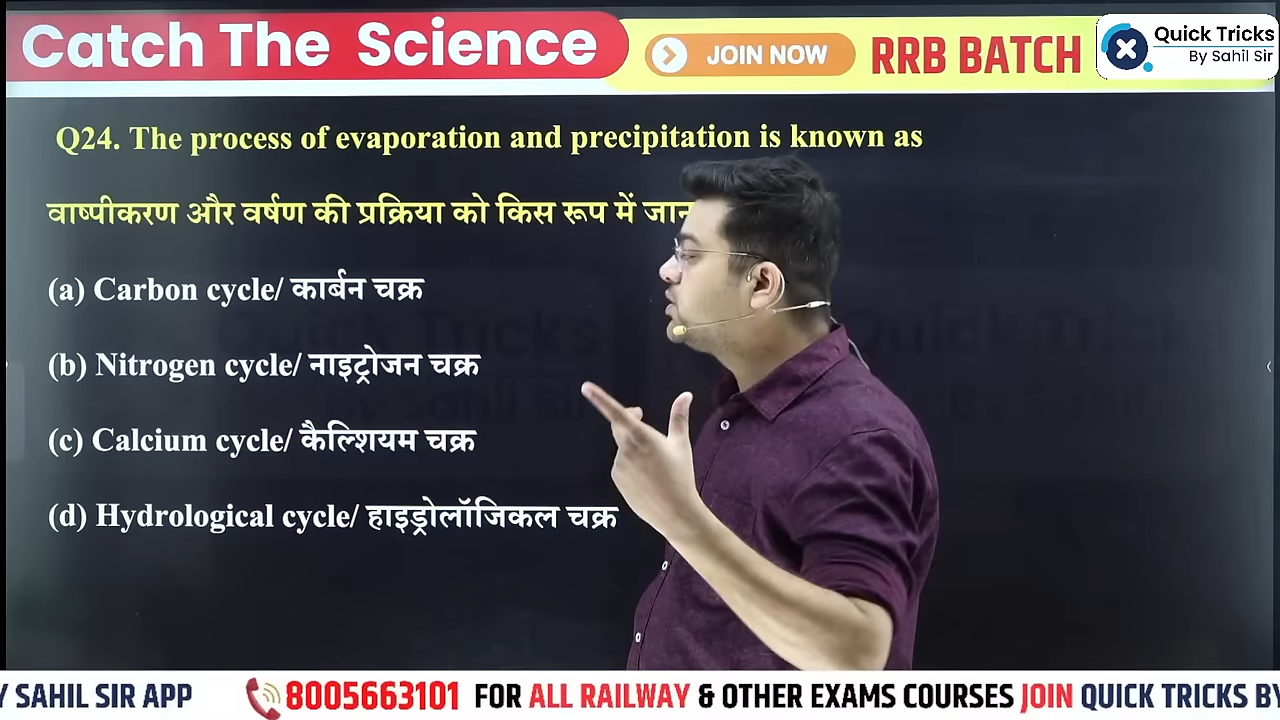 Catch The Science
JOIN NOW
RRB BATCH
Quick Tricks
By Sahil Sir
Q24. The process of evaporation and precipitation is known as
वाष्पीकरण और वर्षण की प्रक्रिया को किस रूप में
(a) Carbon cycle/ कार्बन चक्र
(b) Nitrogen cycle/ नाइट्रोजन चक्र
(c) Calcium cycle/ कैल्शियम चक्र
(d) Hydrological cycle/ हाइड्रोलॉजिकल चक्र
Y SAHIL SIR APP 8005663101 FOR ALL RAILWAY & OTHER EXAMS COURSES JOIN QUICK TRICKS BY